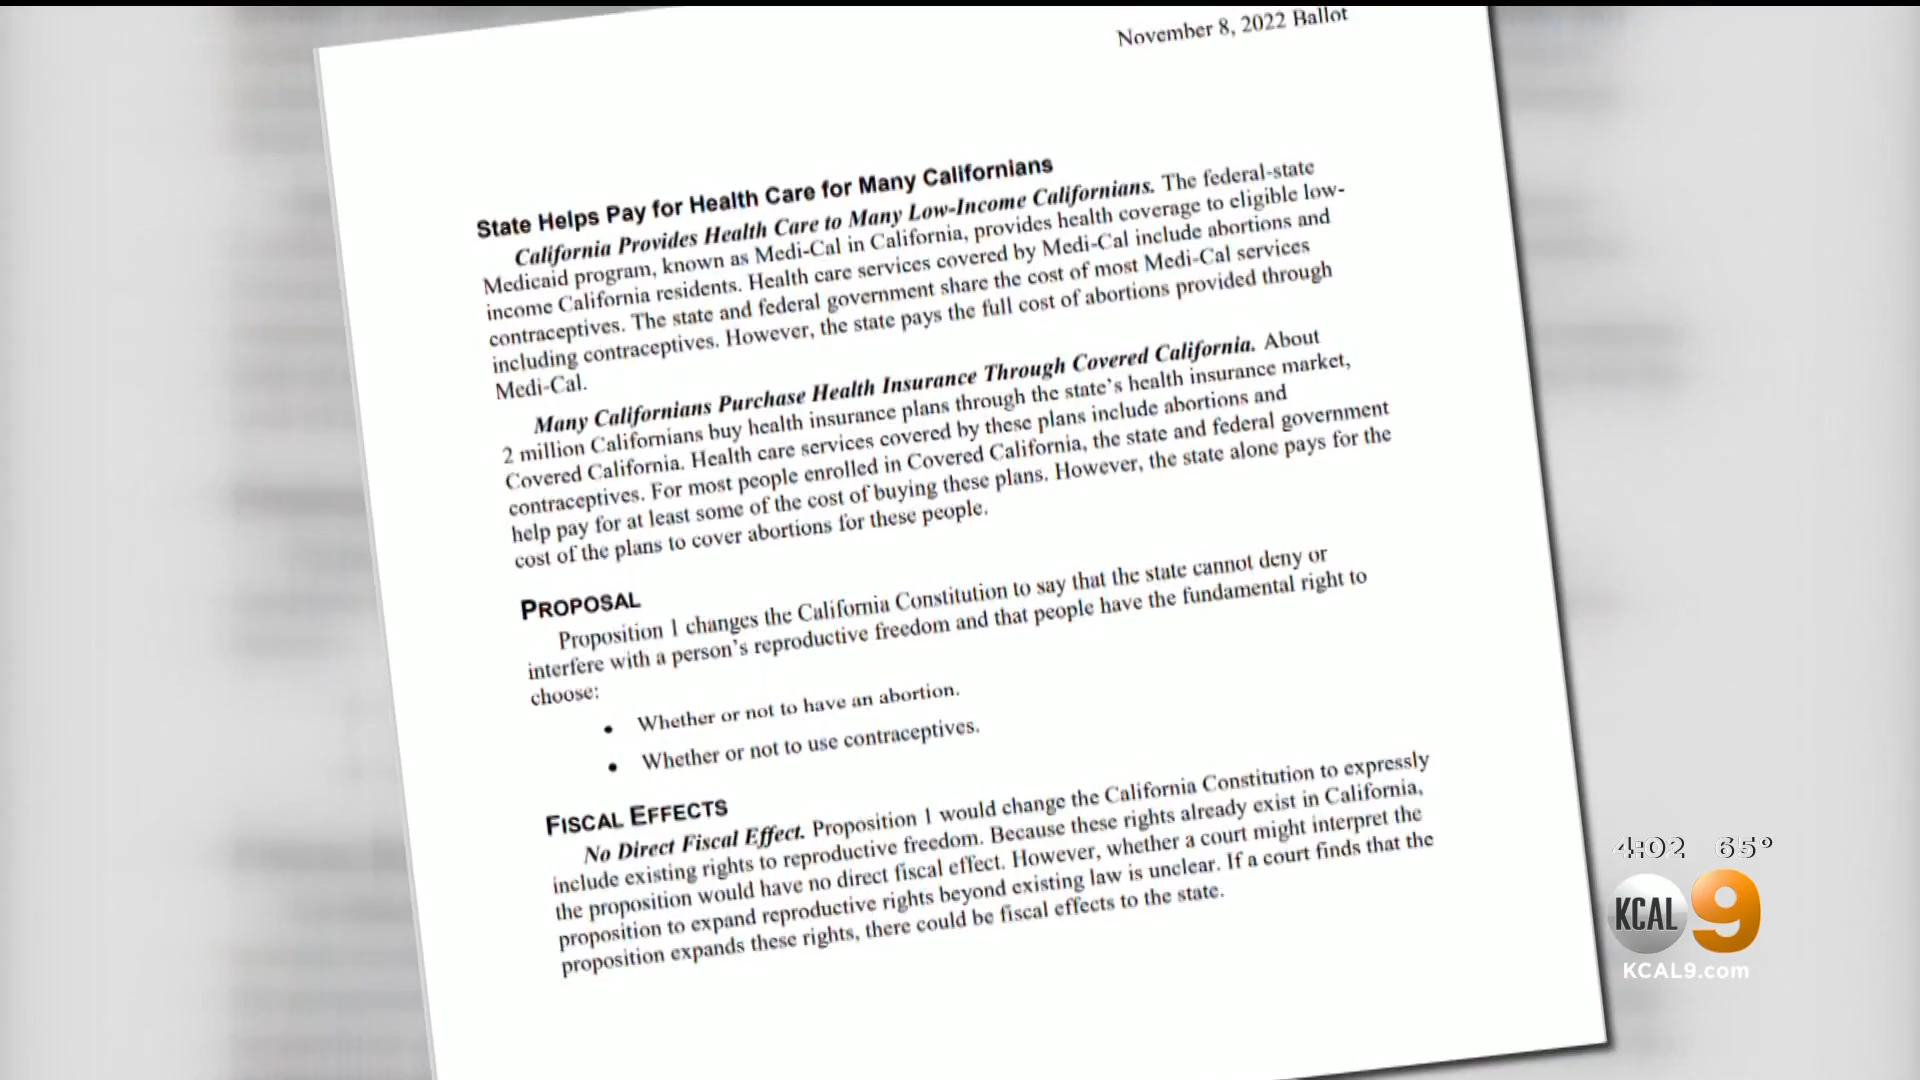 November 8, 2022 Ballot
State Helps Pay for Health Care for Many Californians
California Provides Health Care to Many Low-Income Californians. The federal-state
Medicaid program, known as Medi-Cal in California, provides health coverage to eligible low-
income California residents. Health care services covered by Medi-Cal include abortions and
contraceptives. The state and federal government share the cost of most Medi-Cal services
including contraceptives. However, the state pays the full cost of abortions provided through
Medi-Cal.
Many Californians Purchase Health Insurance Through Covered California. About
2 million Californians buy health insurance plans through the state's health insurance market,
Covered California. Health care services covered by these plans include abortions and
contraceptives. For most people enrolled in Covered California, the state and federal government
help pay for at least some of the cost of buying these plans. However, the state alone pays for the
cost of the plans to cover abortions for these people.
PROPOSAL
Proposition 1 changes the California Constitution to say that the state cannot deny or
interfere with a person's reproductive freedom and that people have the fundamental right to
choose:
• Whether or not to have an abortion.
• Whether or not to use contraceptives.
FISCAL EFFECTS
No Direct Fiscal Effect. Proposition 1 would change the California Constitution to expressly
include existing rights to reproductive freedom. Because these rights already exist in California,
the proposition would have no direct fiscal effect. However, whether a court might interpret the
proposition to expand reproductive rights beyond existing law is unclear. If a court finds that the
proposition expands these rights, there could be fiscal effects to the state.
4:02 65°
KCAL 9
KCAL9.com